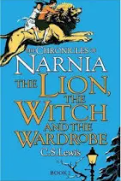 THE CHRONICLES OF
NARNIA
THE LION,
THE WITCH
AND THE
WARDROBE
C.S. Lewis
BOOK 2